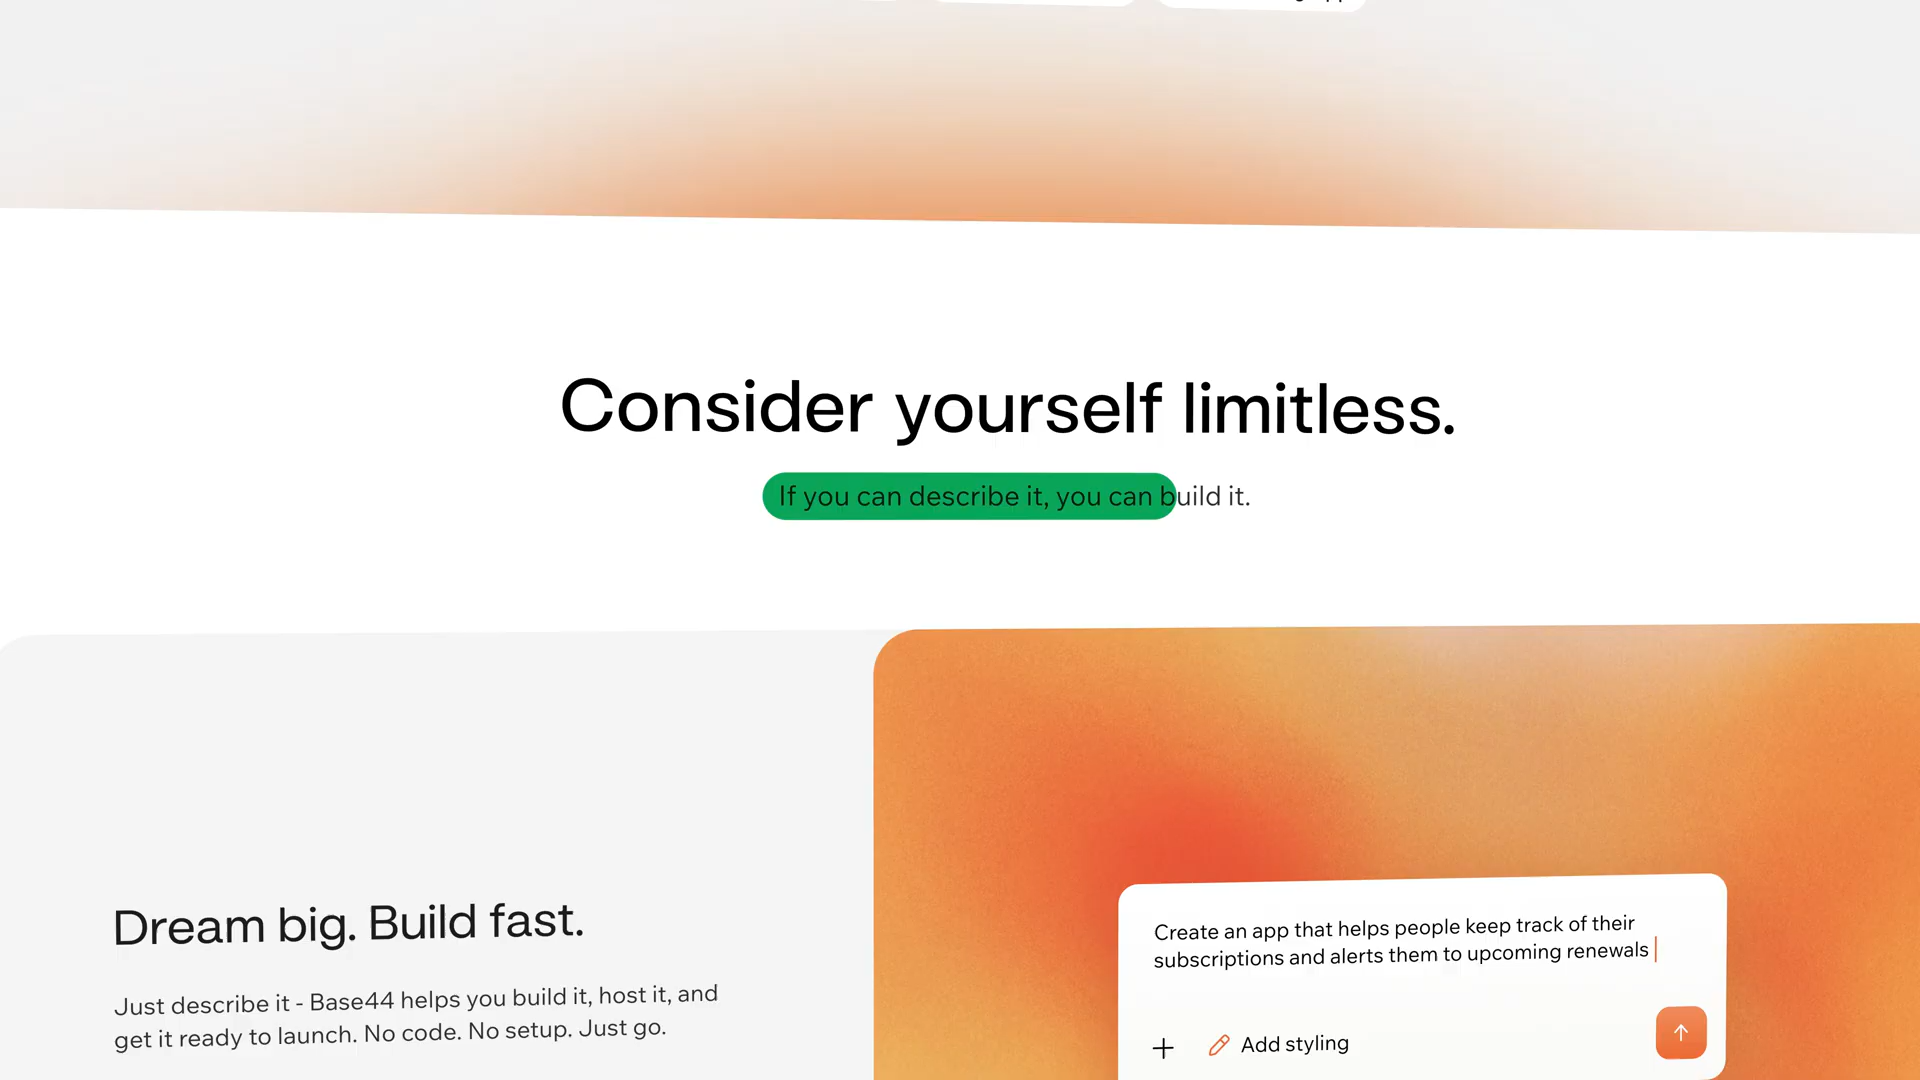 Consider yourself limitless.
If you can describe it, you can build it.
Dream big. Build fast.
Just describe it - Base44 helps you build it, host it, and
get it ready to launch. No code. No setup. Just go.
Create an app that helps people keep track of their
subscriptions and alerts them to upcoming renewals
Add styling